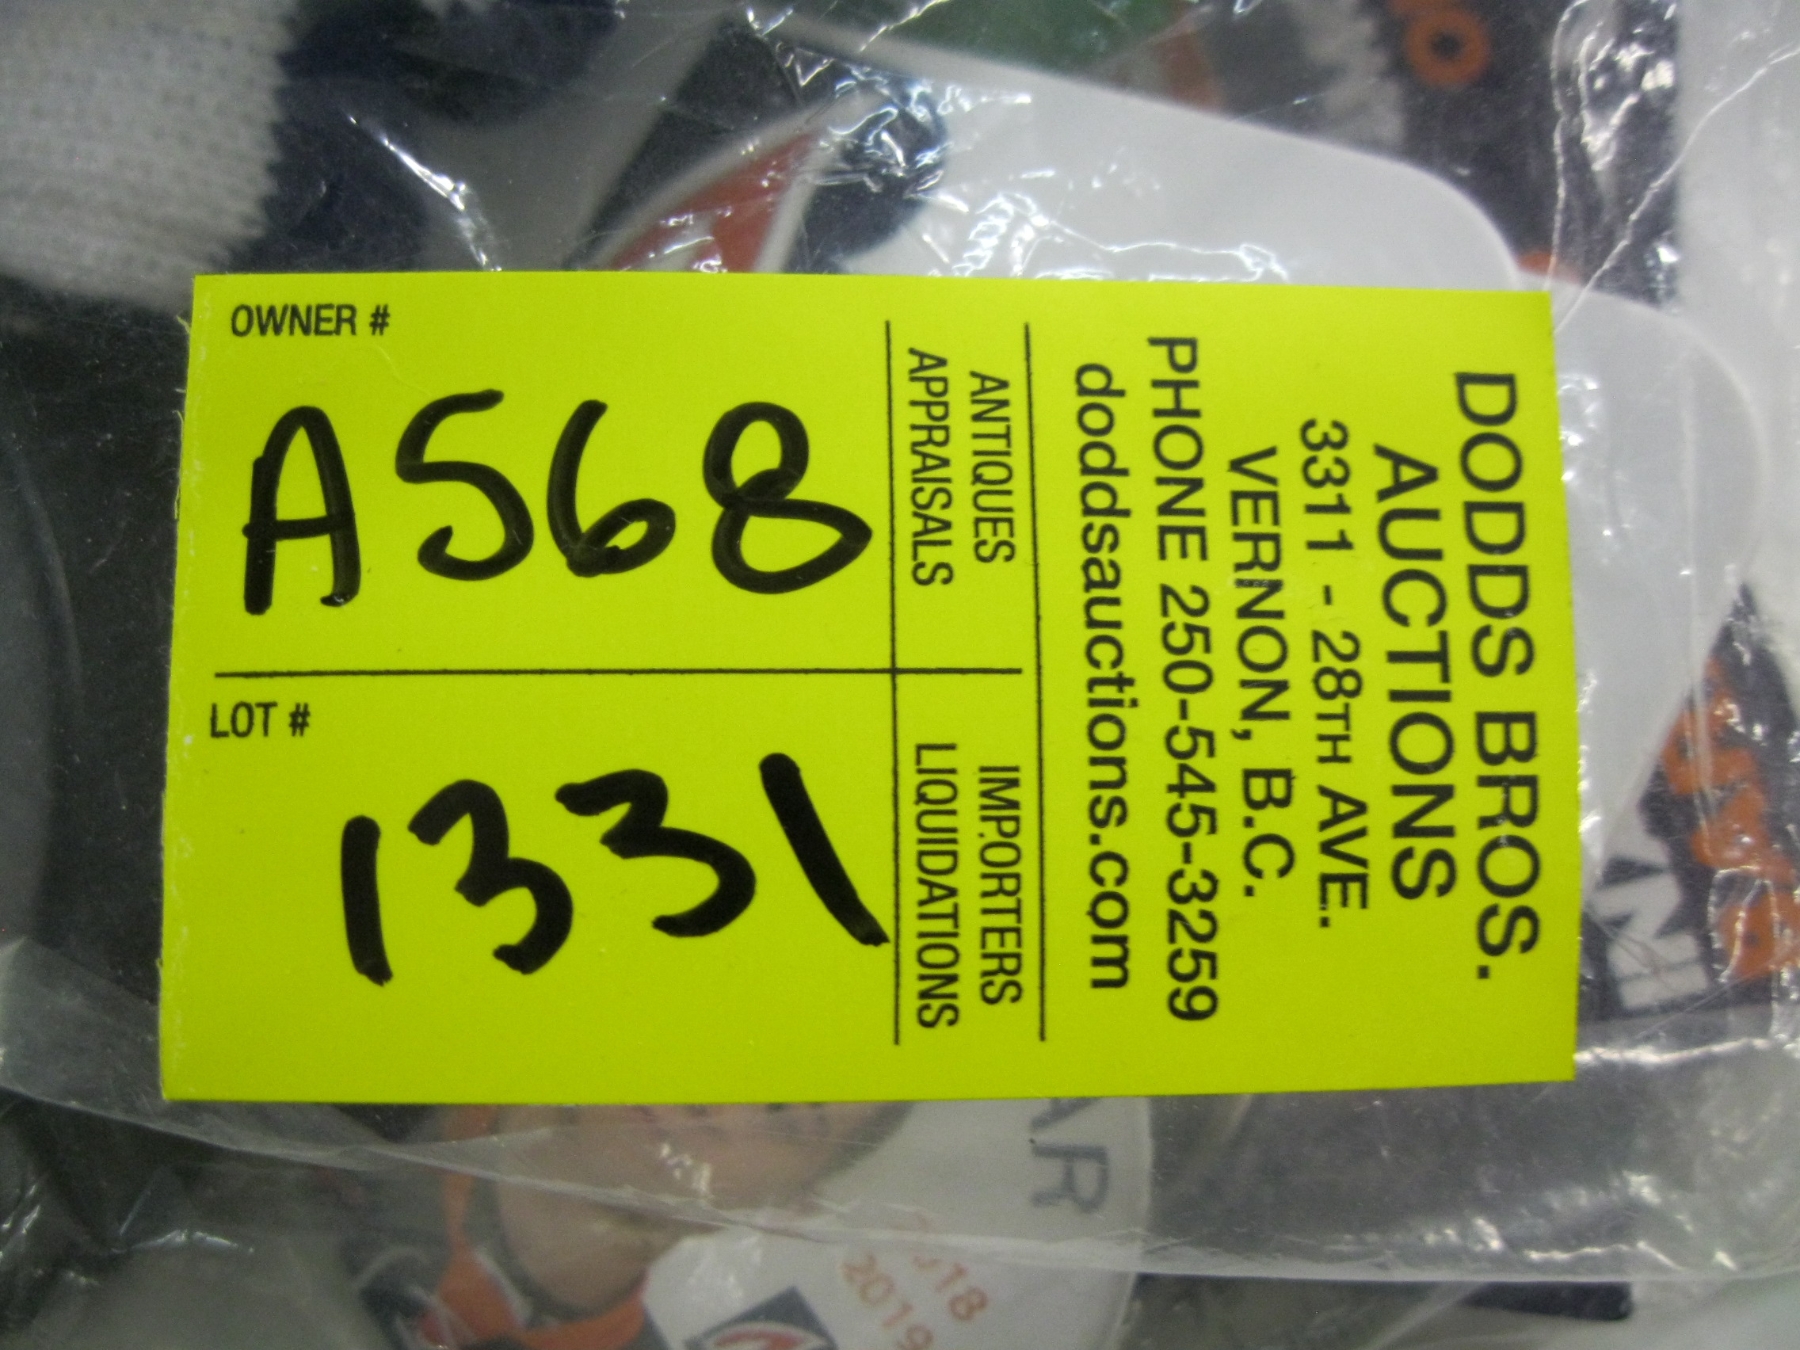 OWNER #
A568
LOT #
1331
ANTIQUES
APPRAISALS
IMPORTERS
LIQUIDATIONS
DODDS BROS.
AUCTIONS
3311 - 28TH AVE.
VERNON, B.C.
PHONE 250-545-3259
doddsauctions.com
2019